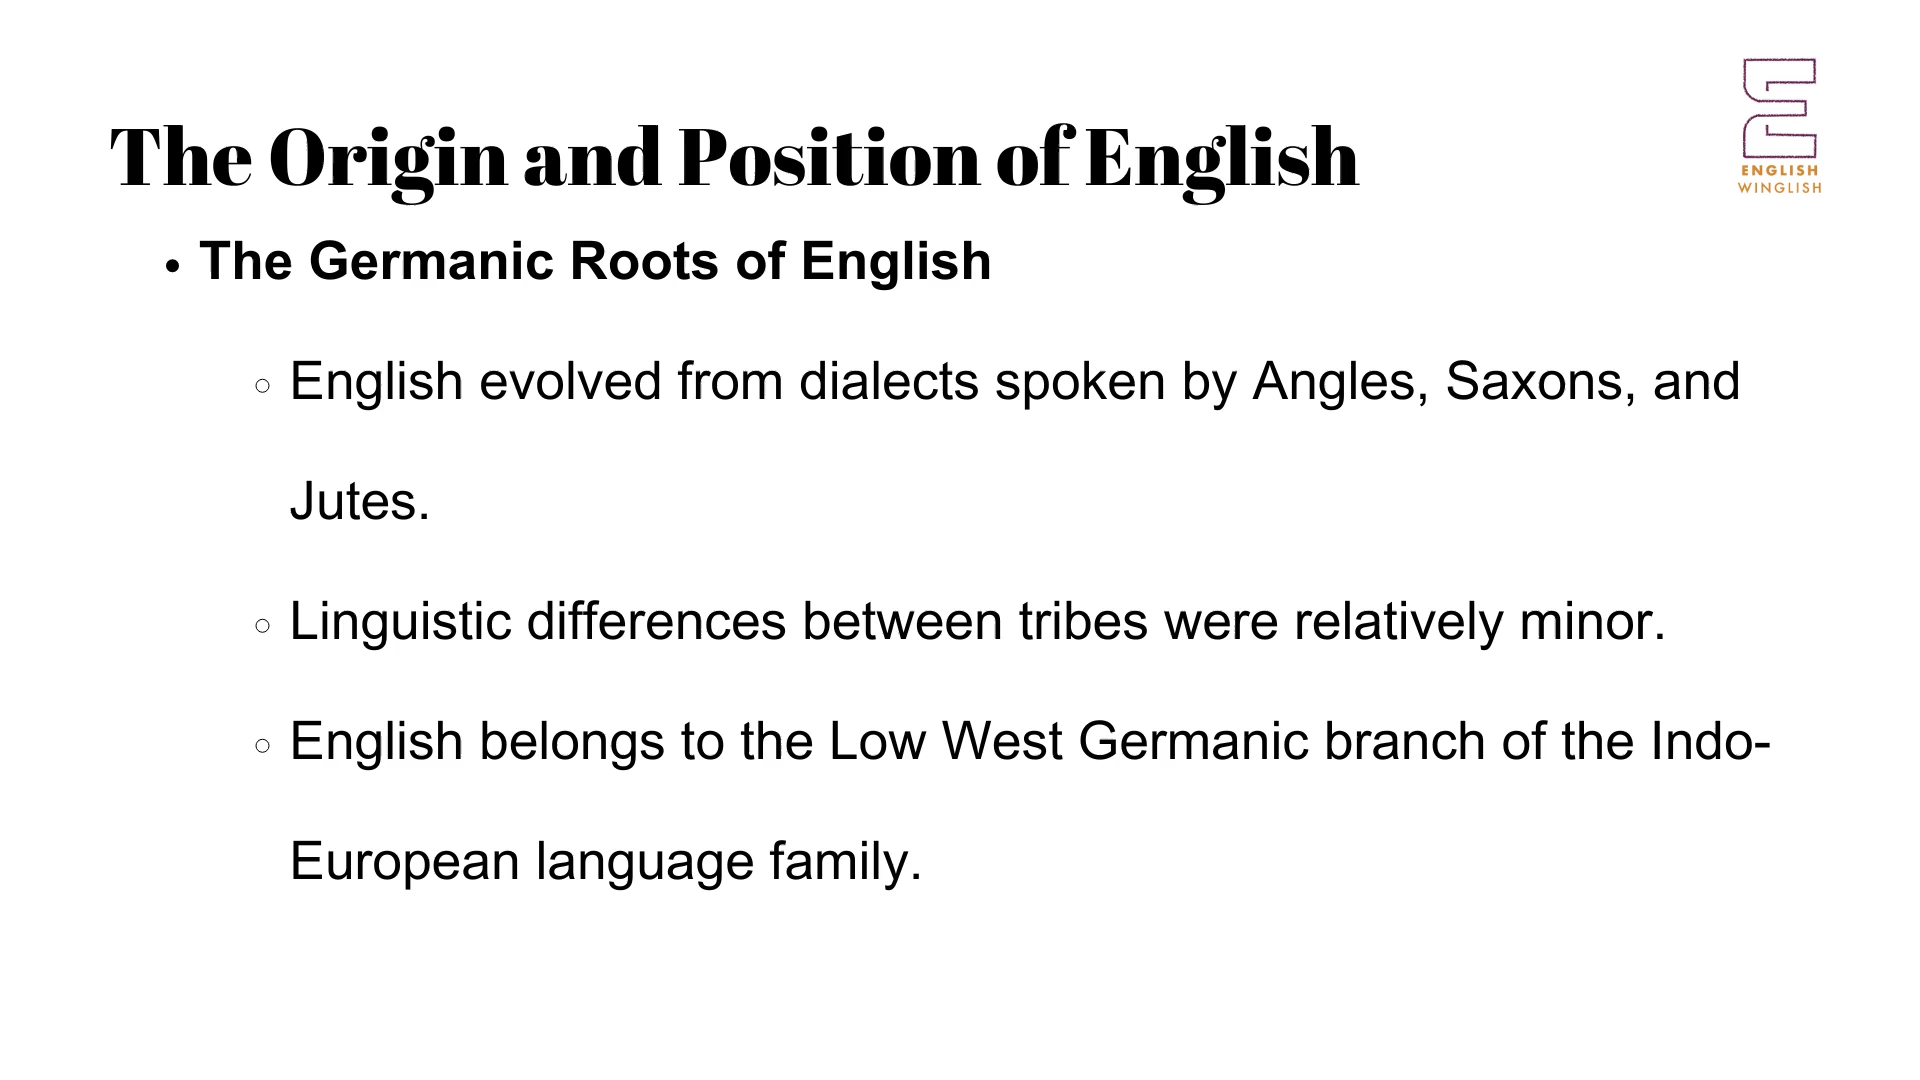 The Origin and Position of English
ENGLISH
WINGLISH
• The Germanic Roots of English
◦ English evolved from dialects spoken by Angles, Saxons, and
Jutes.
◦ Linguistic differences between tribes were relatively minor.
◦ English belongs to the Low West Germanic branch of the Indo-
European language family.